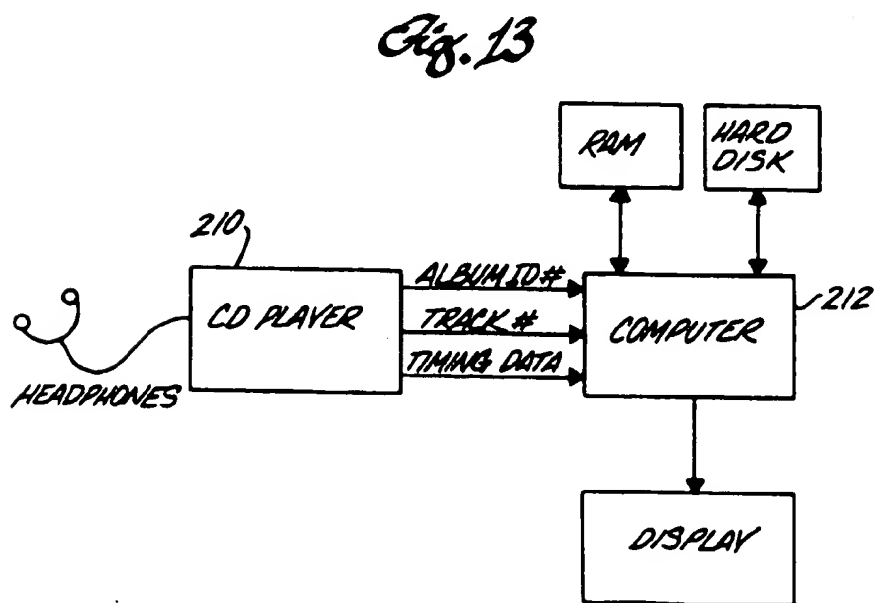 Fig. 13
RAM
HARD
DISK
210
ALBUM ID #
CD PLAYER
TRACK #
COMPUTER
212
TIMING DATA
HEADPHONES
DISPLAY